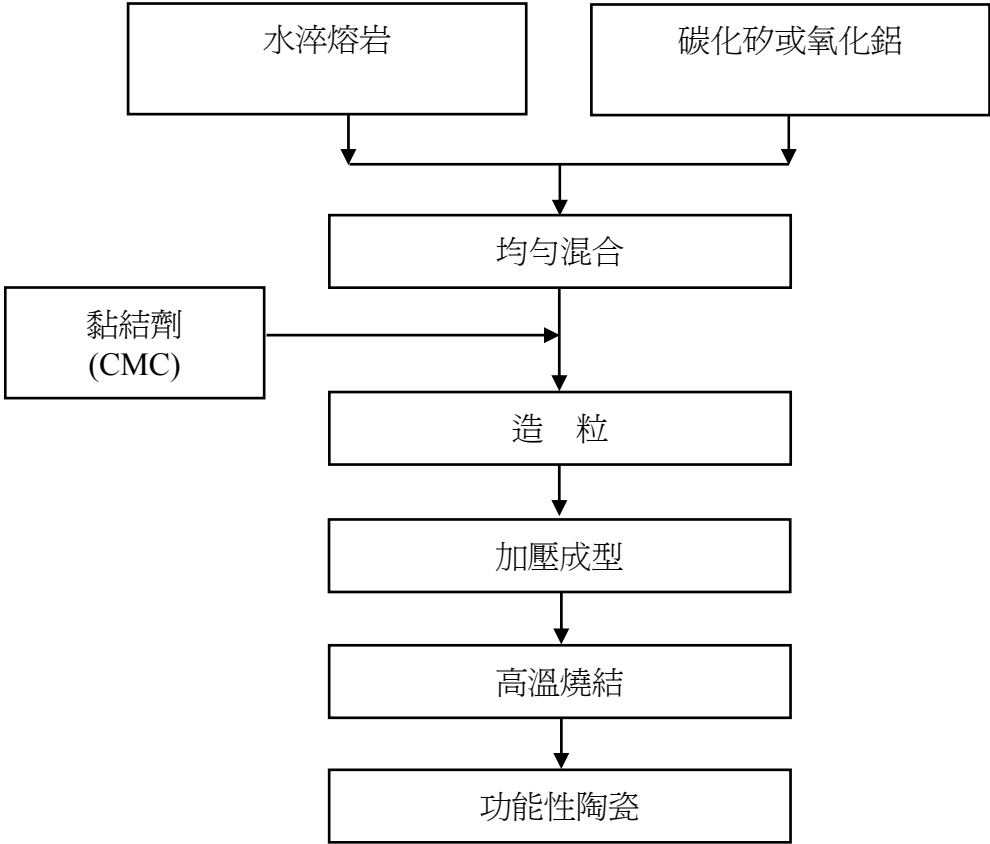 水淬熔岩
碳化矽或氧化鋁
均勻混合
黏結劑
(CMC)
造　粒
加壓成型
高溫燒結
功能性陶瓷